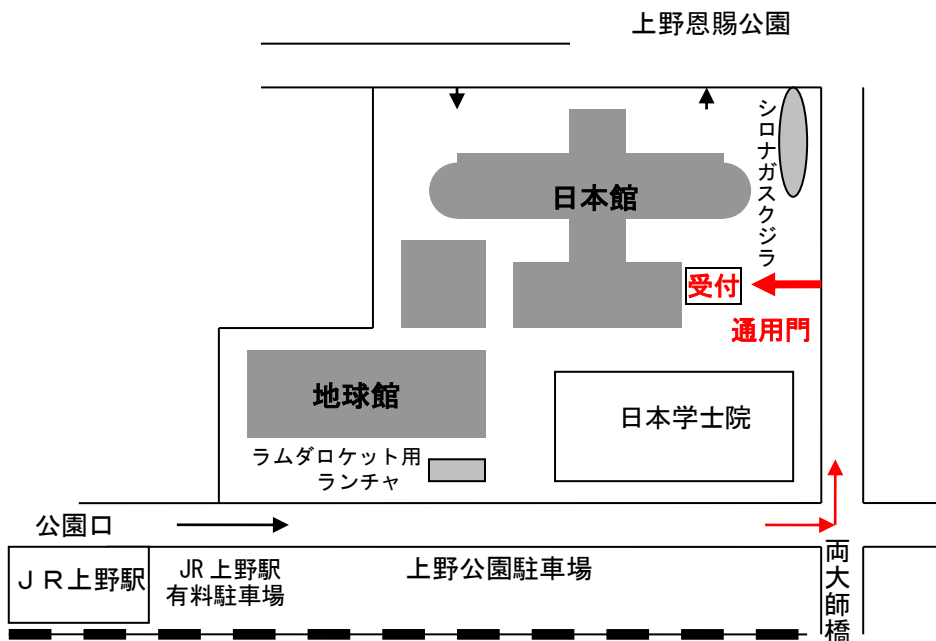 上野恩賜公園
シロナガスクジラ
日本館
受付
通用門
地球館
日本学士院
ラムダロケット用
ランチャ
公園口
ＪＲ上野駅
JR 上野駅
有料駐車場
上野公園駐車場
両大師橋